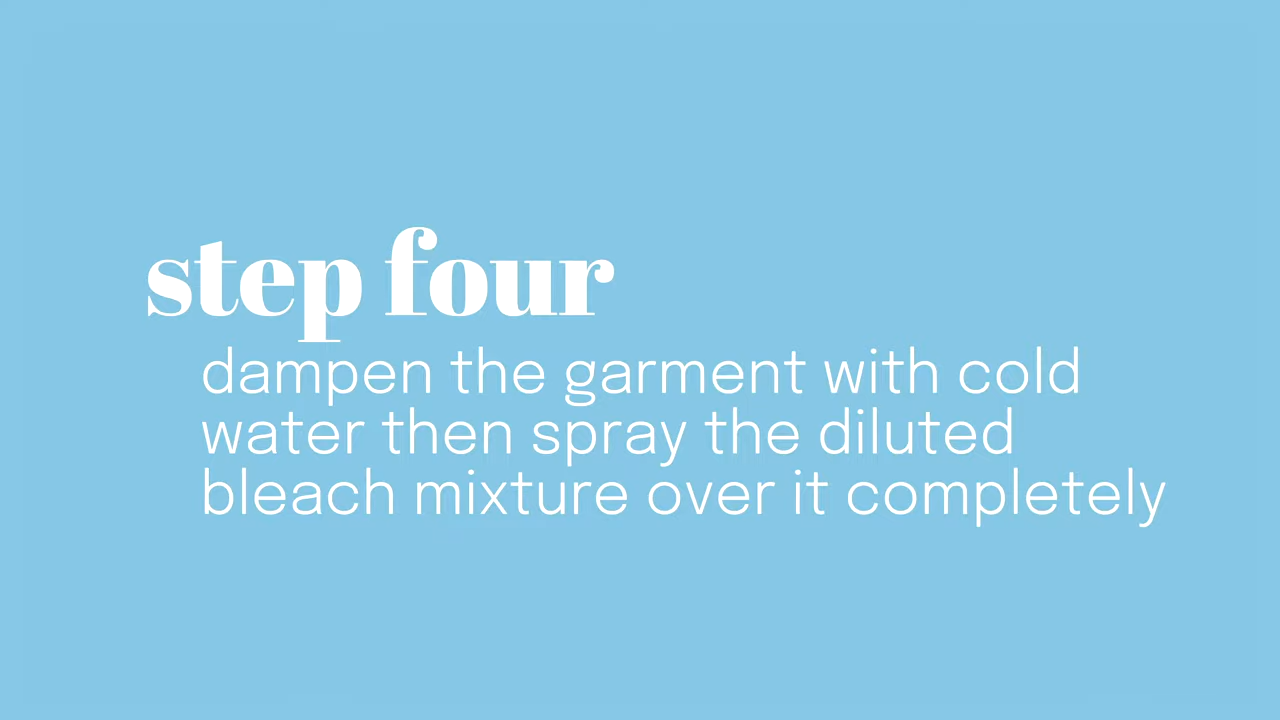 step four
dampen the garment with cold
water then spray the diluted
bleach mixture over it completely